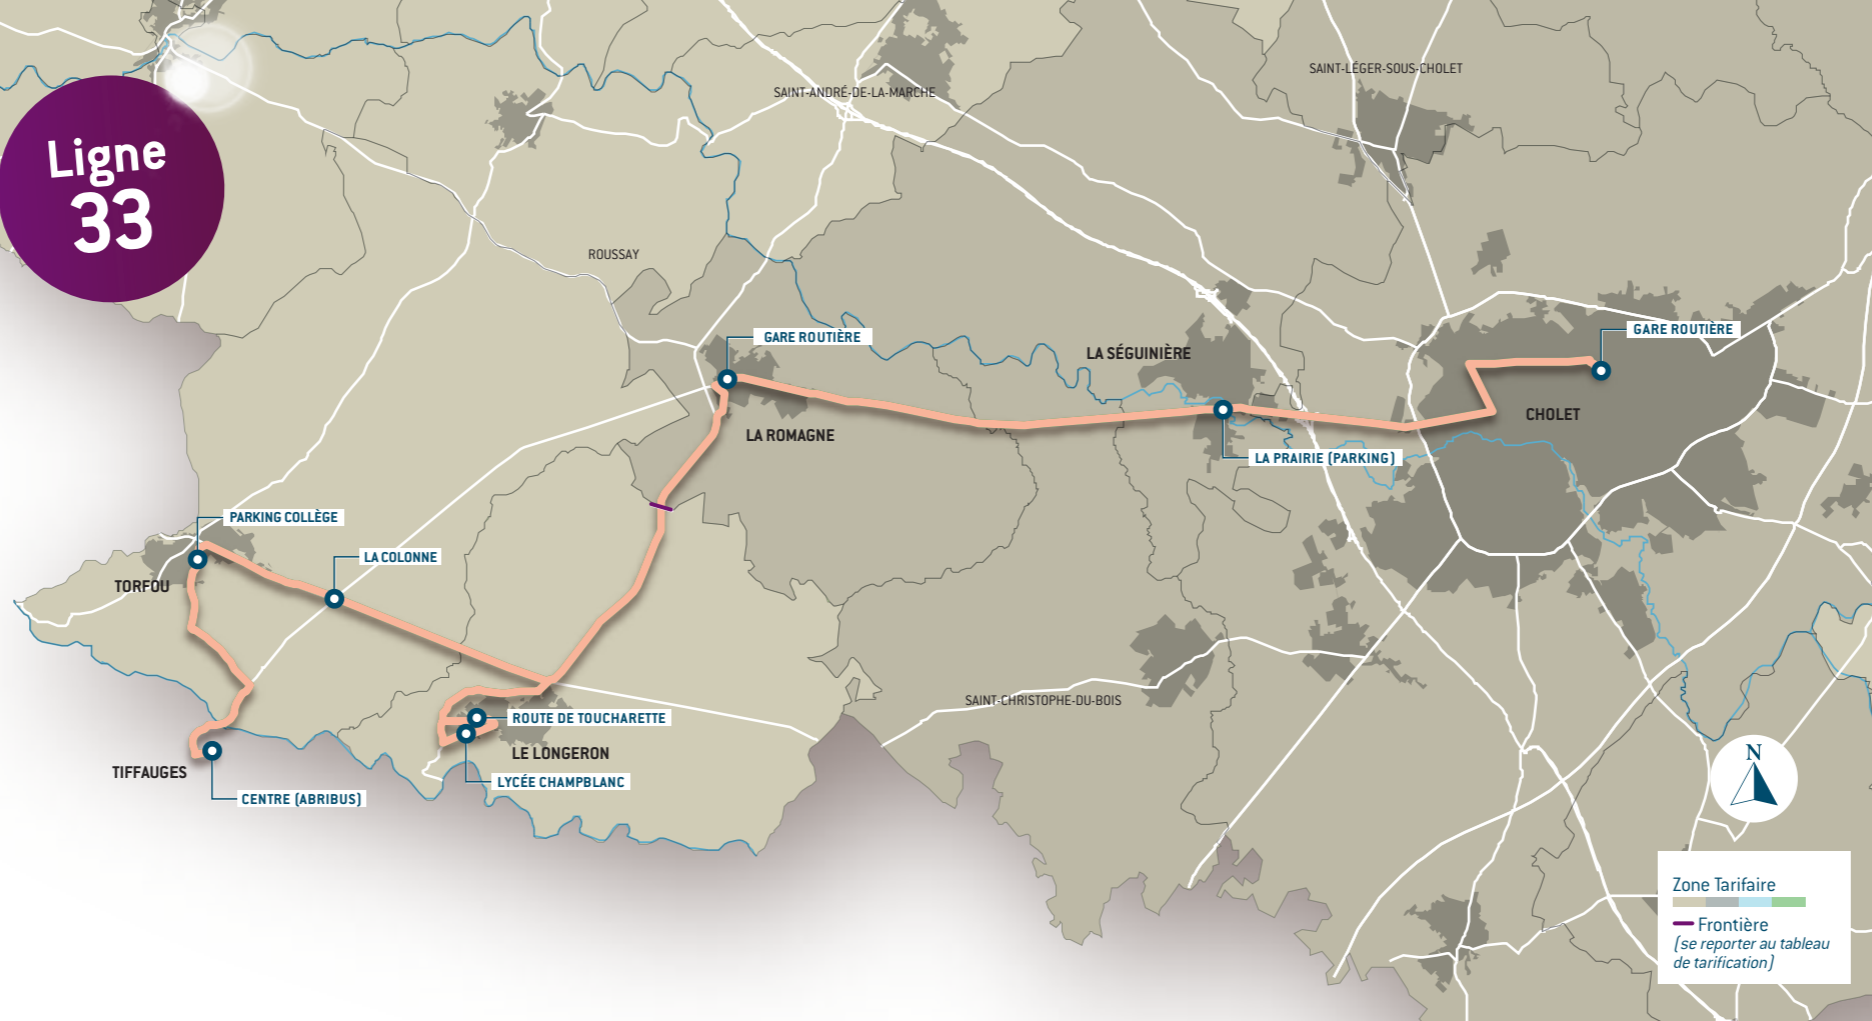 Ligne
33
SAINT-LÉGER-SOUS-CHOLET
SAINT-ANDRÉ-DE-LA-MARCHE
ROUSSAY
GARE ROUTIÈRE
GARE ROUTIÈRE
LA SÉGUINIÈRE
CHOLET
LA ROMAGNE
LA PRAIRIE (PARKING)
PARKING COLLÈGE
LA COLONNE
TORFOU
SAINT-CHRISTOPHE-DU-BOIS
ROUTE DE TOUCHARETTE
LE LONGERON
TIFFAUGES
LYCÉE CHAMPBLANC
CENTRE (ABRIBUS)
N
Zone Tarifaire
Frontière
(se reporter au tableau
de tarification)